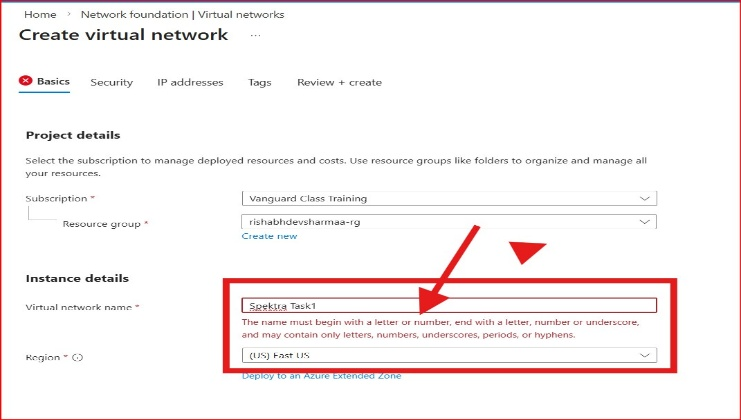 Home > Network foundation | Virtual networks
Create virtual network ...
Basics Security IP addresses Tags Review + create
Project details
Select the subscription to manage deployed resources and costs. Use resource groups like folders to organize and manage all
your resources.
Subscription * Vanguard Class Training
Resource group * rishabhdevsharmaa-rg
Create new
Instance details
Virtual network name * Spektra Task1
The name must begin with a letter or number, end with a letter, number or underscore,
and may contain only letters, numbers, underscores, periods, or hyphens.
Region * (US) East US
Deploy to an Azure Extended Zone